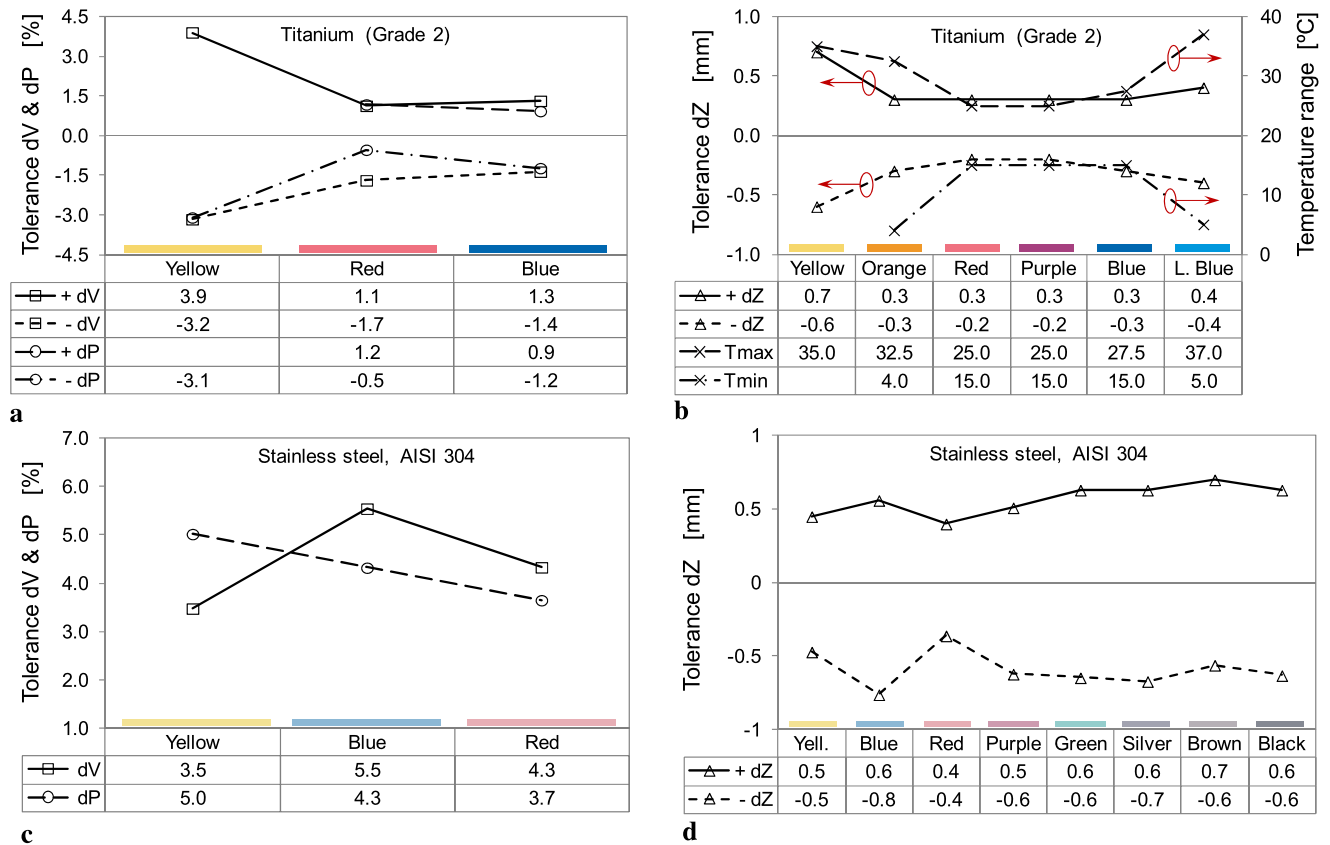 Titanium (Grade 2)
Tolerance dV & dP [%]
4.5
3.0
1.5
0.0
-1.5
-3.0
-4.5
Yellow Red Blue
+ dV 3.9 1.1 1.3
- dV -3.2 -1.7 -1.4
+ dP 1.2 0.9
- dP -3.1 -0.5 -1.2
a
Titanium (Grade 2)
Tolerance dZ [mm]
1.0
0.5
0.0
-0.5
-1.0
Temperature range [ºC]
40
30
20
10
0
Yellow Orange Red Purple Blue L. Blue
+ dZ 0.7 0.3 0.3 0.3 0.3 0.4
- dZ -0.6 -0.3 -0.2 -0.2 -0.3 -0.4
Tmax 35.0 32.5 25.0 25.0 27.5 37.0
Tmin 4.0 15.0 15.0 15.0 5.0
b
Stainless steel, AISI 304
Tolerance dV & dP [%]
7.0
6.0
5.0
4.0
3.0
2.0
1.0
Yellow Blue Red
dV 3.5 5.5 4.3
dP 5.0 4.3 3.7
c
Stainless steel, AISI 304
Tolerance dZ [mm]
1
0.5
0
-0.5
-1
Yell. Blue Red Purple Green Silver Brown Black
+ dZ 0.5 0.6 0.4 0.5 0.6 0.6 0.7 0.6
- dZ -0.5 -0.8 -0.4 -0.6 -0.6 -0.7 -0.6 -0.6
d